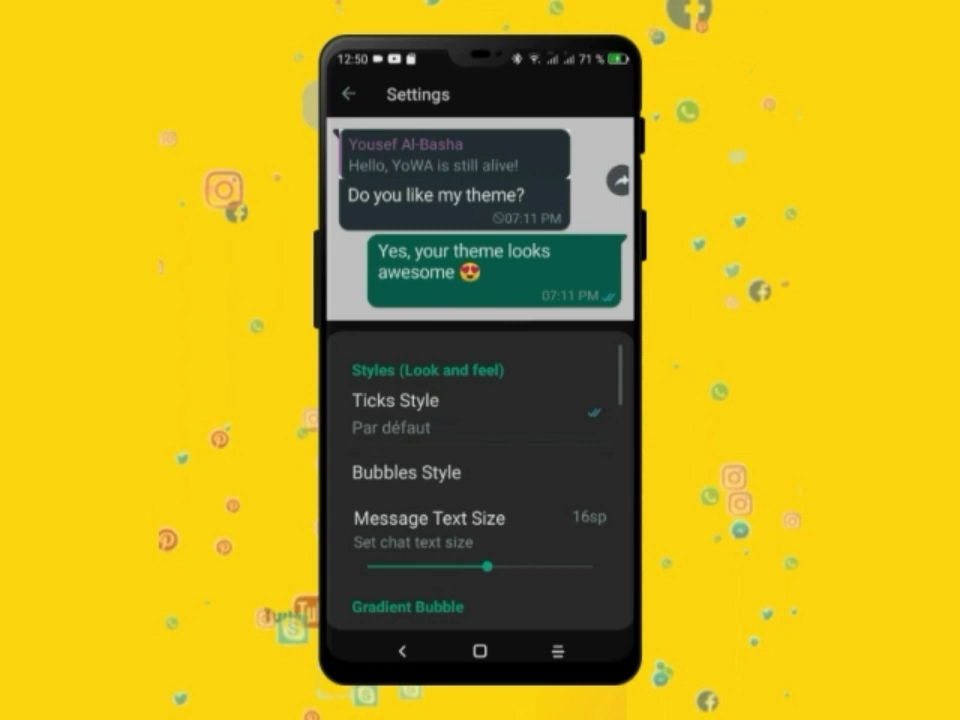 12:50
71 %
Settings
Yousef Al-Basha
Hello, YoWA is still alive!
Do you like my theme?
07:11 PM
Yes, your theme looks
awesome 😍
07:11 PM
Styles (Look and feel)
Ticks Style
Par défaut
Bubbles Style
Message Text Size
16sp
Set chat text size
Gradient Bubble